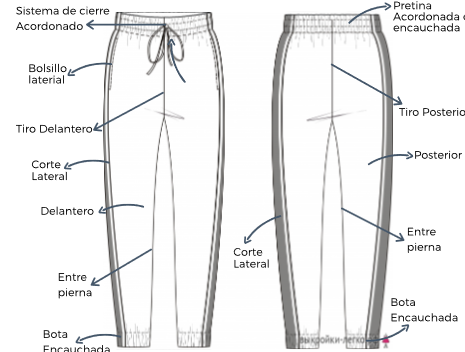 Sistema de cierre
Acordonado
Bolsillo
laterial
Tiro Delantero
Corte
Lateral
Delantero
Entre
pierna
Bota
Encauchada
Pretina
Acordonada
encauchada
Tiro Posterio
Posterior
Corte
Lateral
Entre
pierna
Bota
Encauchada
выкройки-легко